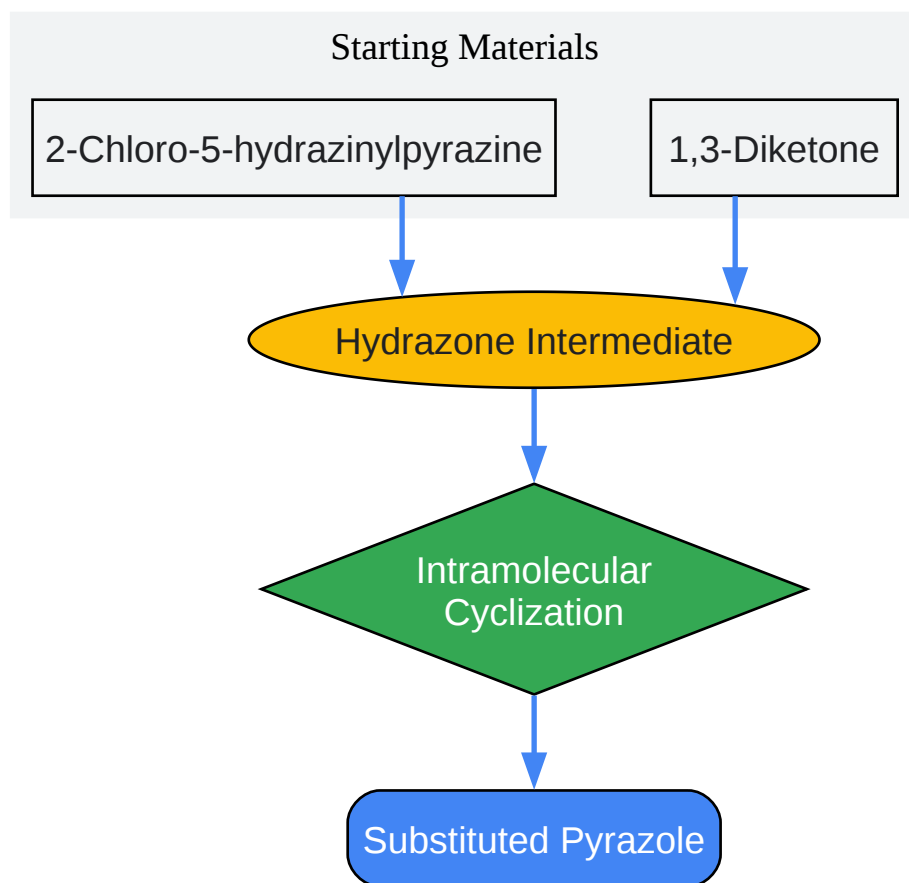 Starting Materials
2-Chloro-5-hydrazinylpyrazine
1,3-Diketone
Hydrazone Intermediate
Intramolecular
Cyclization
Substituted Pyrazole